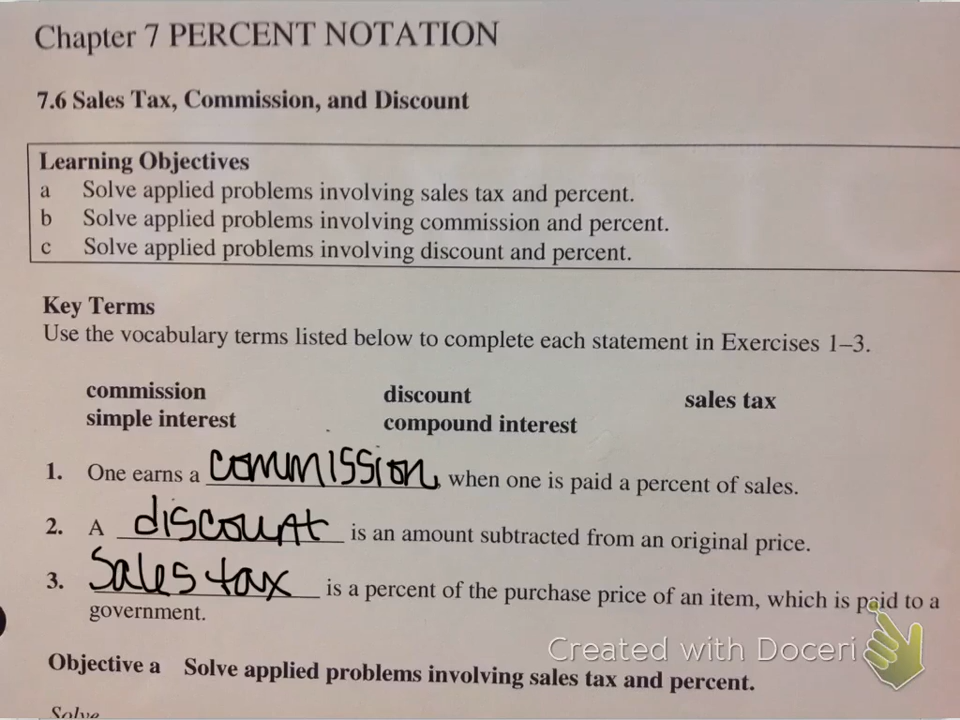 Chapter 7 PERCENT NOTATION
7.6 Sales Tax, Commission, and Discount
Learning Objectives
a Solve applied problems involving sales tax and percent.
b Solve applied problems involving commission and percent.
c Solve applied problems involving discount and percent.
Key Terms
Use the vocabulary terms listed below to complete each statement in Exercises 1–3.
commission discount sales tax
simple interest compound interest
1. One earns a commission when one is paid a percent of sales.
2. A discount is an amount subtracted from an original price.
3. Sales tax is a percent of the purchase price of an item, which is paid to a
government.
Created with Doceri
Objective a Solve applied problems involving sales tax and percent.
Solve